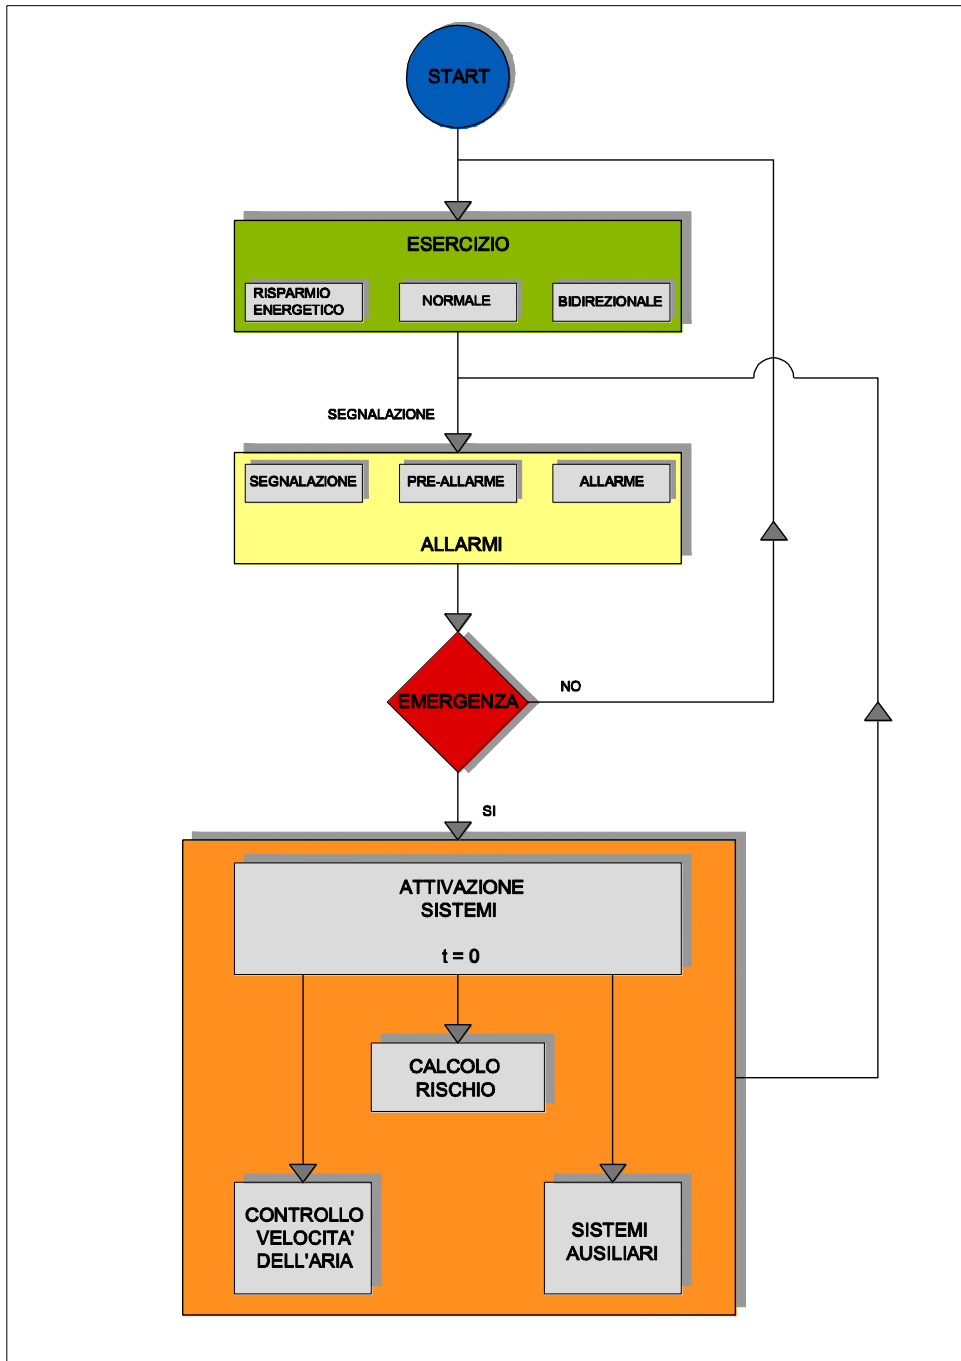 START
ESERCIZIO
RISPARMIO
ENERGETICO
NORMALE
BIDIREZIONALE
SEGNALAZIONE
SEGNALAZIONE
PRE-ALLARME
ALLARME
ALLARMI
EMERGENZA
NO
SI
ATTIVAZIONE
SISTEMI
t = 0
CALCOLO
RISCHIO
CONTROLLO
VELOCITA'
DELL'ARIA
SISTEMI
AUSILIARI